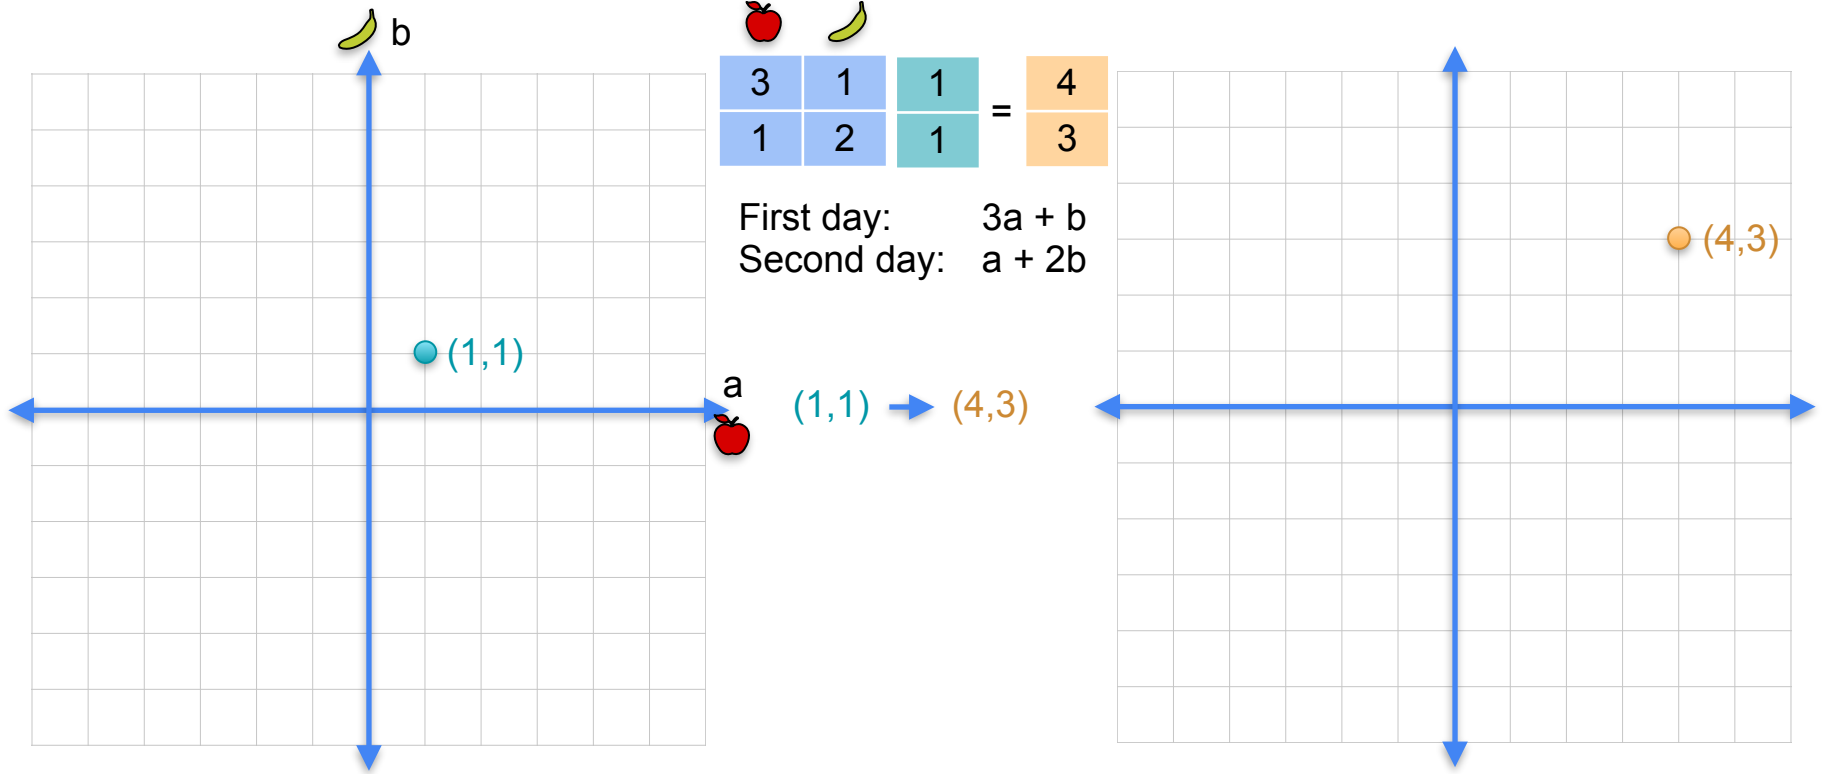 b
3 1 1 = 4
1 2 1 3
First day: 3a + b
Second day: a + 2b
(4,3)
(1,1)
a
(1,1) (4,3)